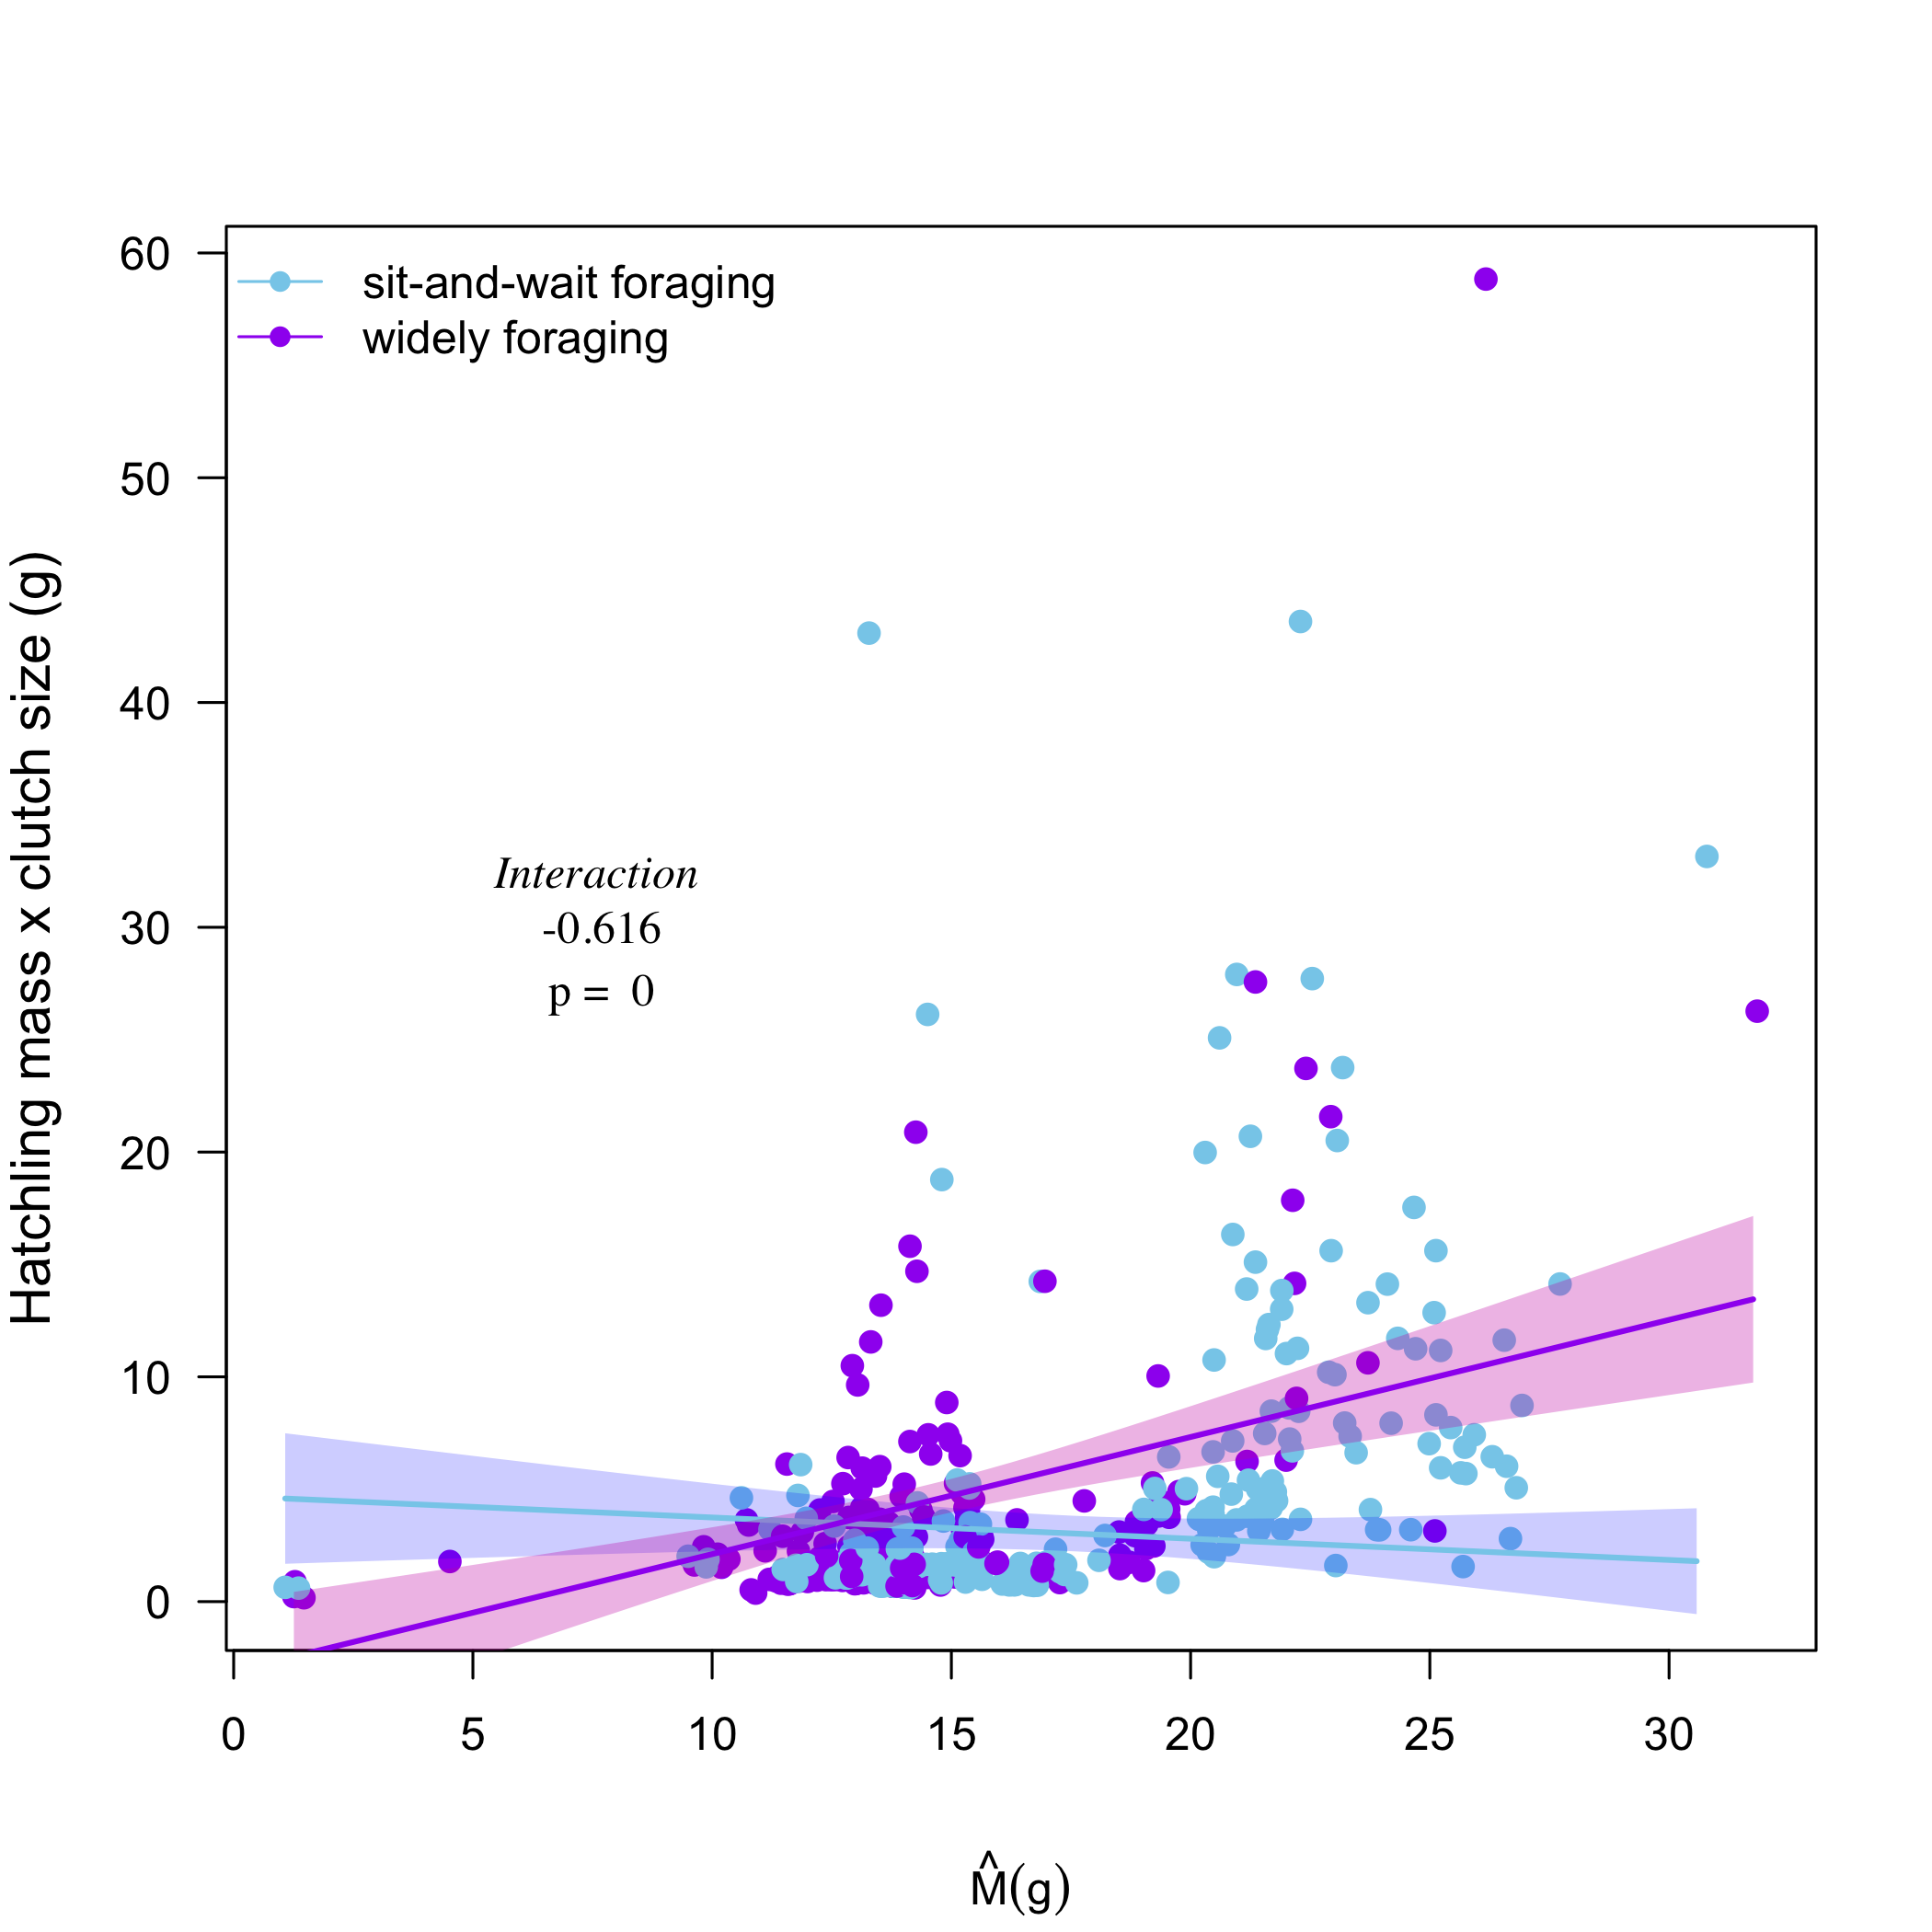 60
50
40
30
20
10
0
Hatchling mass x clutch size (g)
sit-and-wait foraging
widely foraging
Interaction
-0.616
p = 0
0 5 10 15 20 25 30
M̂(g)